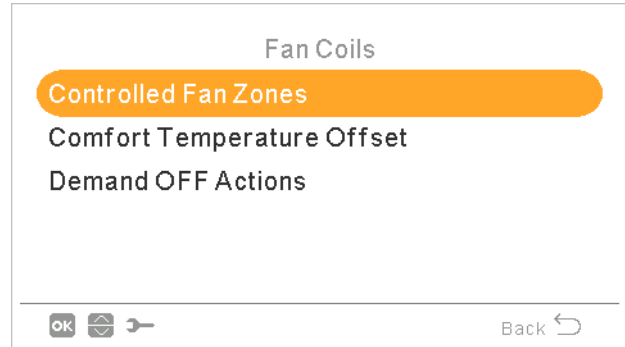 Fan Coils
Controlled Fan Zones
Comfort Temperature Offset
Demand OFF Actions
OK
Back